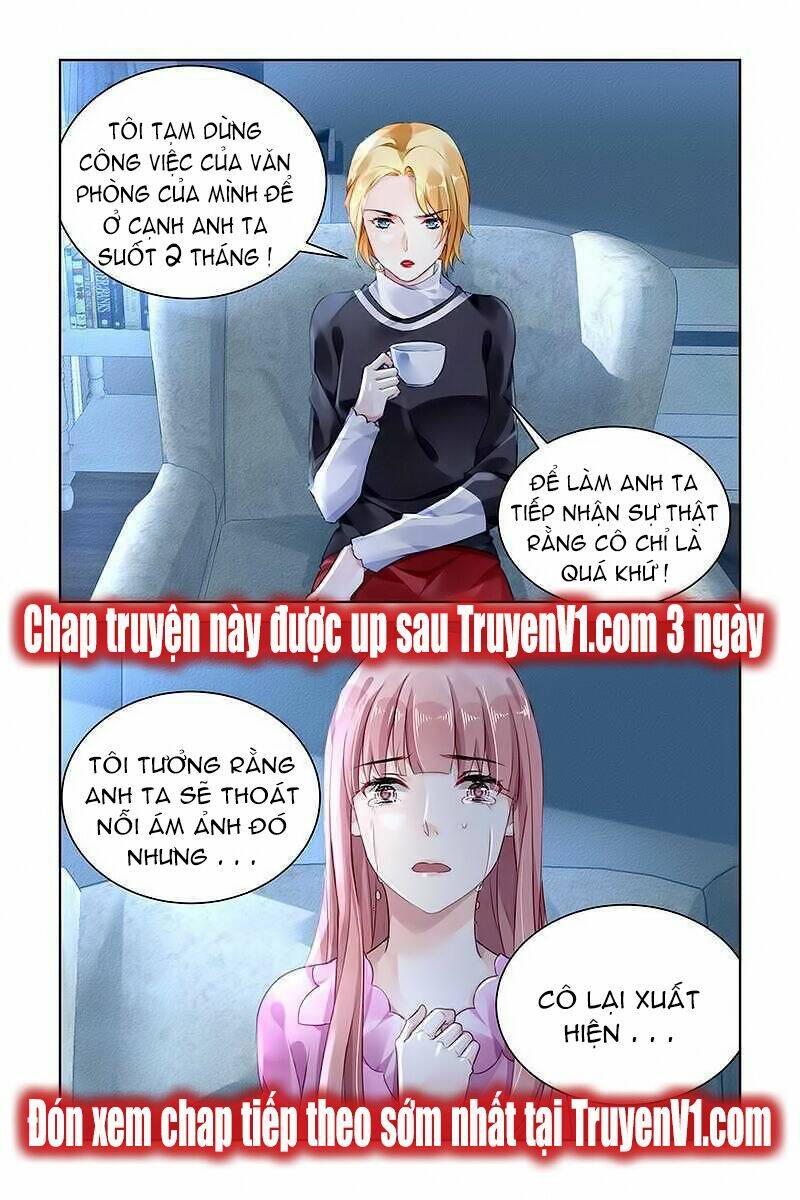 TÔI TẠM DỪNG
CÔNG VIỆC CỦA VĂN
PHÒNG CỦA MÌNH ĐỂ
Ở CẠNH ANH TA
SUỐT 2 THÁNG!
ĐỂ LÀM ANH TA
TIẾP NHẬN SỰ THẬT
RẰNG CÔ CHỈ LÀ
QUÁ KHỨ!
Chap truyện này được up sau TruyenV1.com 3 ngày
TÔI TƯỞNG RẰNG
ANH TA SẼ THOÁT
NỖI ÁM ẢNH ĐÓ
NHƯNG . . .
CÔ LẠI XUẤT
HIỆN . . .
Đón xem chap tiếp theo sớm nhất tại TruyenV1.com